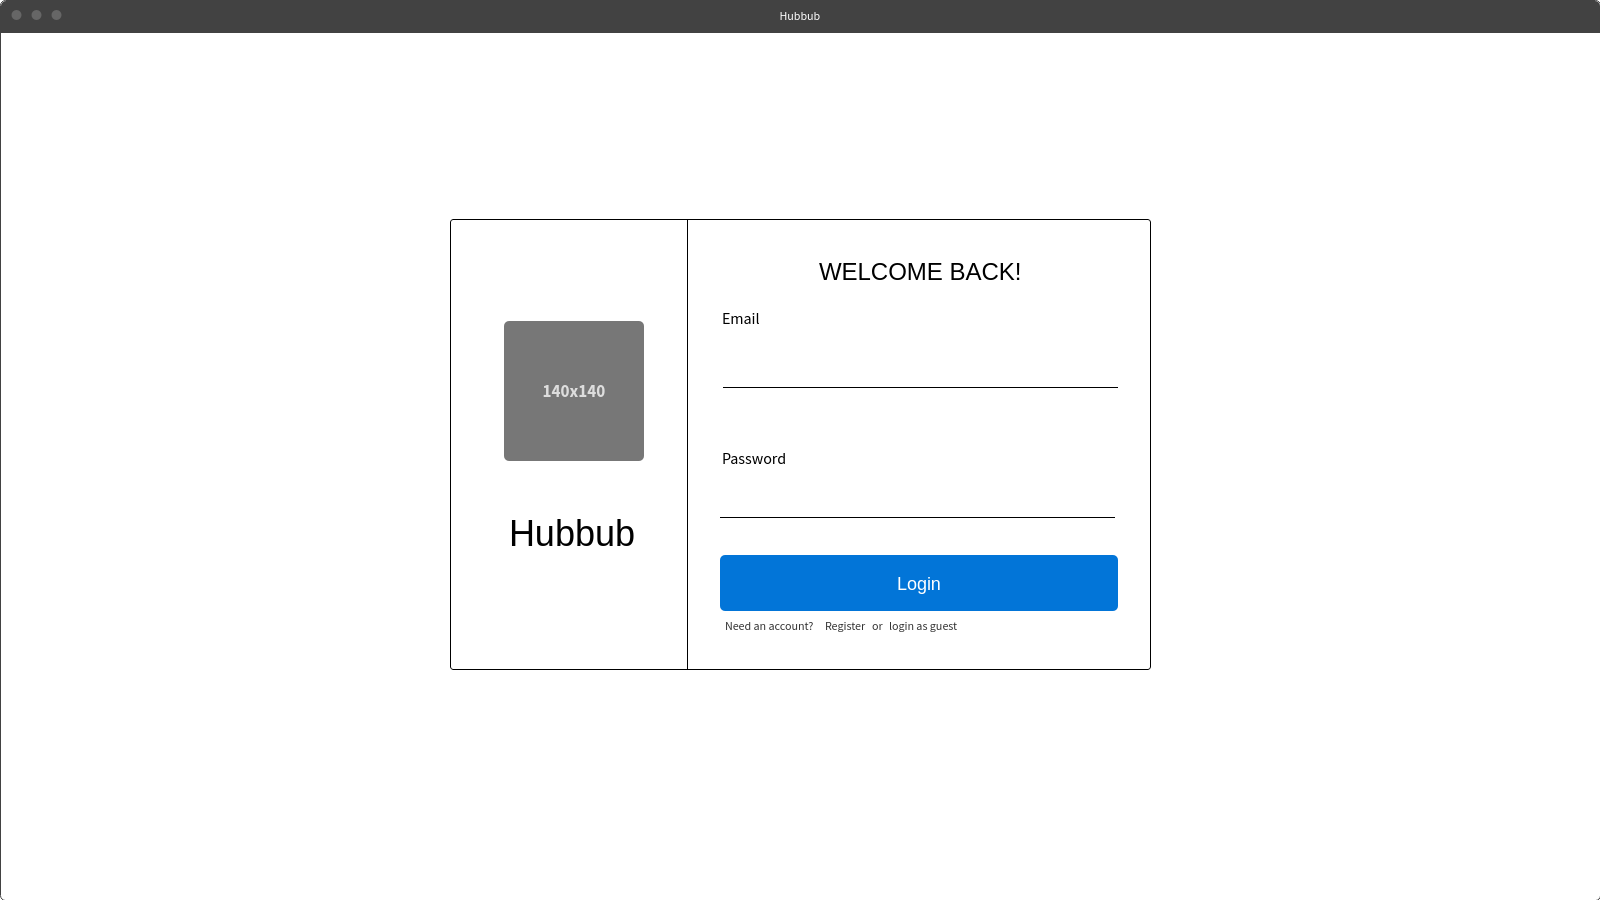 Hubbub
140x140
Hubbub
WELCOME BACK!
Email
Password
Login
Need an account? Register or login as guest